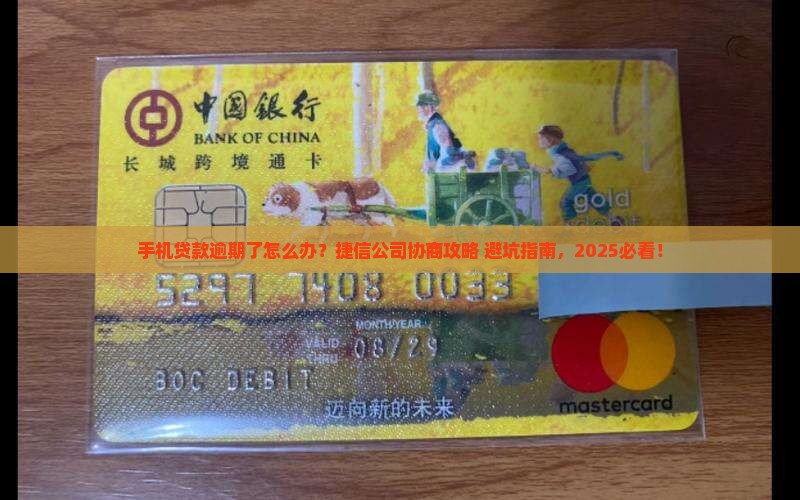 中国銀行
BANK OF CHINA
长城跨境通卡
gold
debit
手机贷款逾期了怎么办？捷信公司协商攻略 避坑指南，2025必看！
5297 7408 0033
MONTH/YEAR
VALID THRU 08/29
BOC DEBIT
迈向新的未来
mastercard